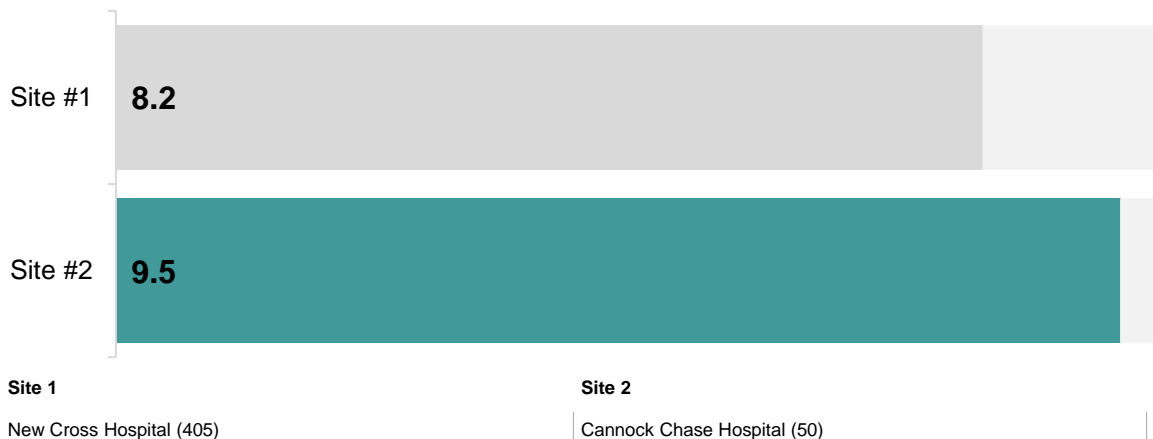 Site #1 8.2
Site #2 9.5
Site 1 Site 2
New Cross Hospital (405) Cannock Chase Hospital (50)